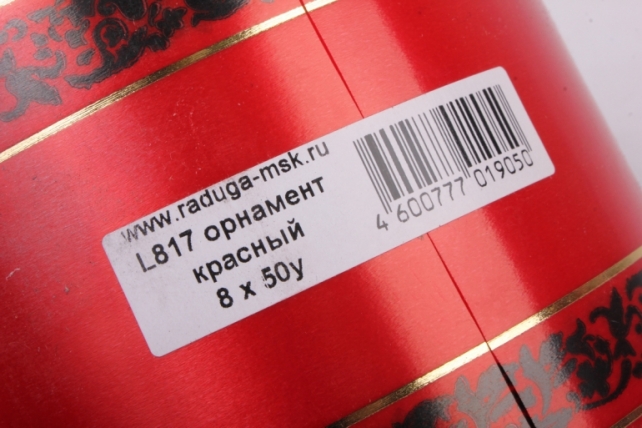 www.raduga-msk.ru
L817 орнамент
красный
8 x 50y
4 600777 019050